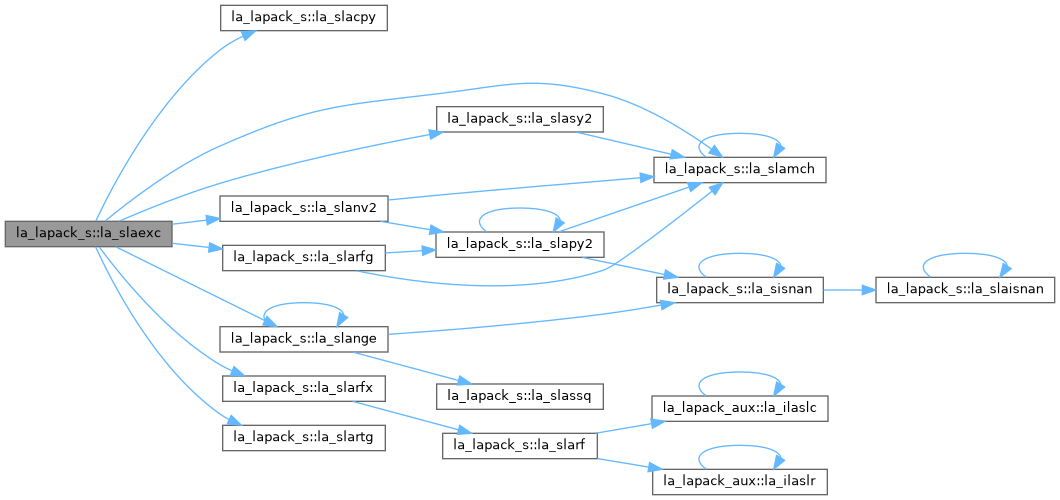 la_lapack_s::la_slacpy
la_lapack_s::la_slasy2
la_lapack_s::la_slamch
la_lapack_s::la_slanv2
la_lapack_s::la_slaexc
la_lapack_s::la_slapy2
la_lapack_s::la_slarfg
la_lapack_s::la_sisnan
la_lapack_s::la_slaisnan
la_lapack_s::la_slange
la_lapack_s::la_slarfx
la_lapack_s::la_slassq
la_lapack_aux::la_ilaslc
la_lapack_s::la_slartg
la_lapack_s::la_slarf
la_lapack_aux::la_ilaslr